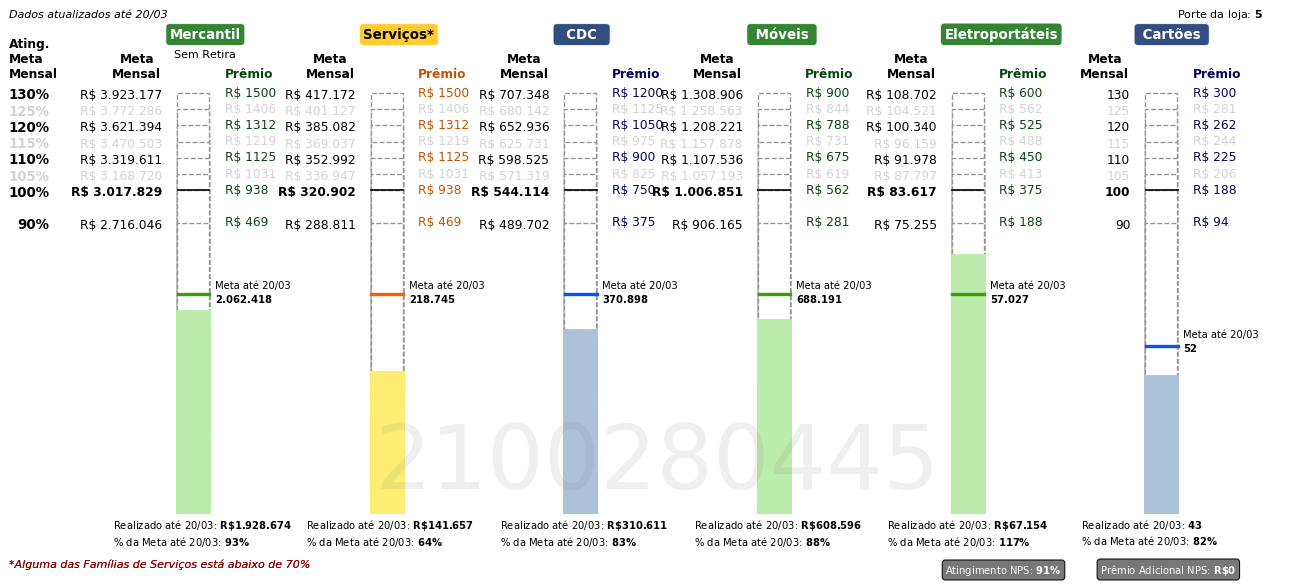 Dados atualizados até 20/03
Porte da loja: 5
Mercantil Serviços* CDC Móveis Eletroportáteis Cartões
Sem Retira
Ating. Meta Mensal Meta Mensal Prêmio Meta Mensal Prêmio Meta Mensal Prêmio Meta Mensal Prêmio Meta Mensal Prêmio Meta Mensal Prêmio
130% R$ 3.923.177 R$ 1500 R$ 417.172 R$ 1500 R$ 707.348 R$ 1200 R$ 1.308.906 R$ 900 R$ 108.702 R$ 600 130 R$ 300
125% R$ 3.772.286 R$ 1406 R$ 401.127 R$ 1406 R$ 680.142 R$ 1125 R$ 1.258.563 R$ 844 R$ 104.521 R$ 562 125 R$ 281
120% R$ 3.621.394 R$ 1312 R$ 385.082 R$ 1312 R$ 652.936 R$ 1050 R$ 1.208.221 R$ 788 R$ 100.340 R$ 525 120 R$ 262
115% R$ 3.470.503 R$ 1219 R$ 369.037 R$ 1219 R$ 625.731 R$ 975 R$ 1.157.878 R$ 731 R$ 96.159 R$ 488 115 R$ 244
110% R$ 3.319.611 R$ 1125 R$ 352.992 R$ 1125 R$ 598.525 R$ 900 R$ 1.107.536 R$ 675 R$ 91.978 R$ 450 110 R$ 225
105% R$ 3.168.720 R$ 1031 R$ 336.947 R$ 1031 R$ 571.319 R$ 825 R$ 1.057.193 R$ 619 R$ 87.797 R$ 413 105 R$ 206
100% R$ 3.017.829 R$ 938 R$ 320.902 R$ 938 R$ 544.114 R$ 750 R$ 1.006.851 R$ 562 R$ 83.617 R$ 375 100 R$ 188
90% R$ 2.716.046 R$ 469 R$ 288.811 R$ 469 R$ 489.702 R$ 375 R$ 906.165 R$ 281 R$ 75.255 R$ 188 90 R$ 94
Meta até 20/03 Meta até 20/03 Meta até 20/03 Meta até 20/03 Meta até 20/03
2.062.418 218.745 370.898 688.191 57.027
Meta até 20/03
52
2100280445
Realizado até 20/03: R$1.928.674 Realizado até 20/03: R$141.657 Realizado até 20/03: R$310.611 Realizado até 20/03: R$608.596 Realizado até 20/03: R$67.154 Realizado até 20/03: 43
% da Meta até 20/03: 93% % da Meta até 20/03: 64% % da Meta até 20/03: 83% % da Meta até 20/03: 88% % da Meta até 20/03: 117% % da Meta até 20/03: 82%
*Alguma das Famílias de Serviços está abaixo de 70%
Atingimento NPS: 91% Prêmio Adicional NPS: R$0